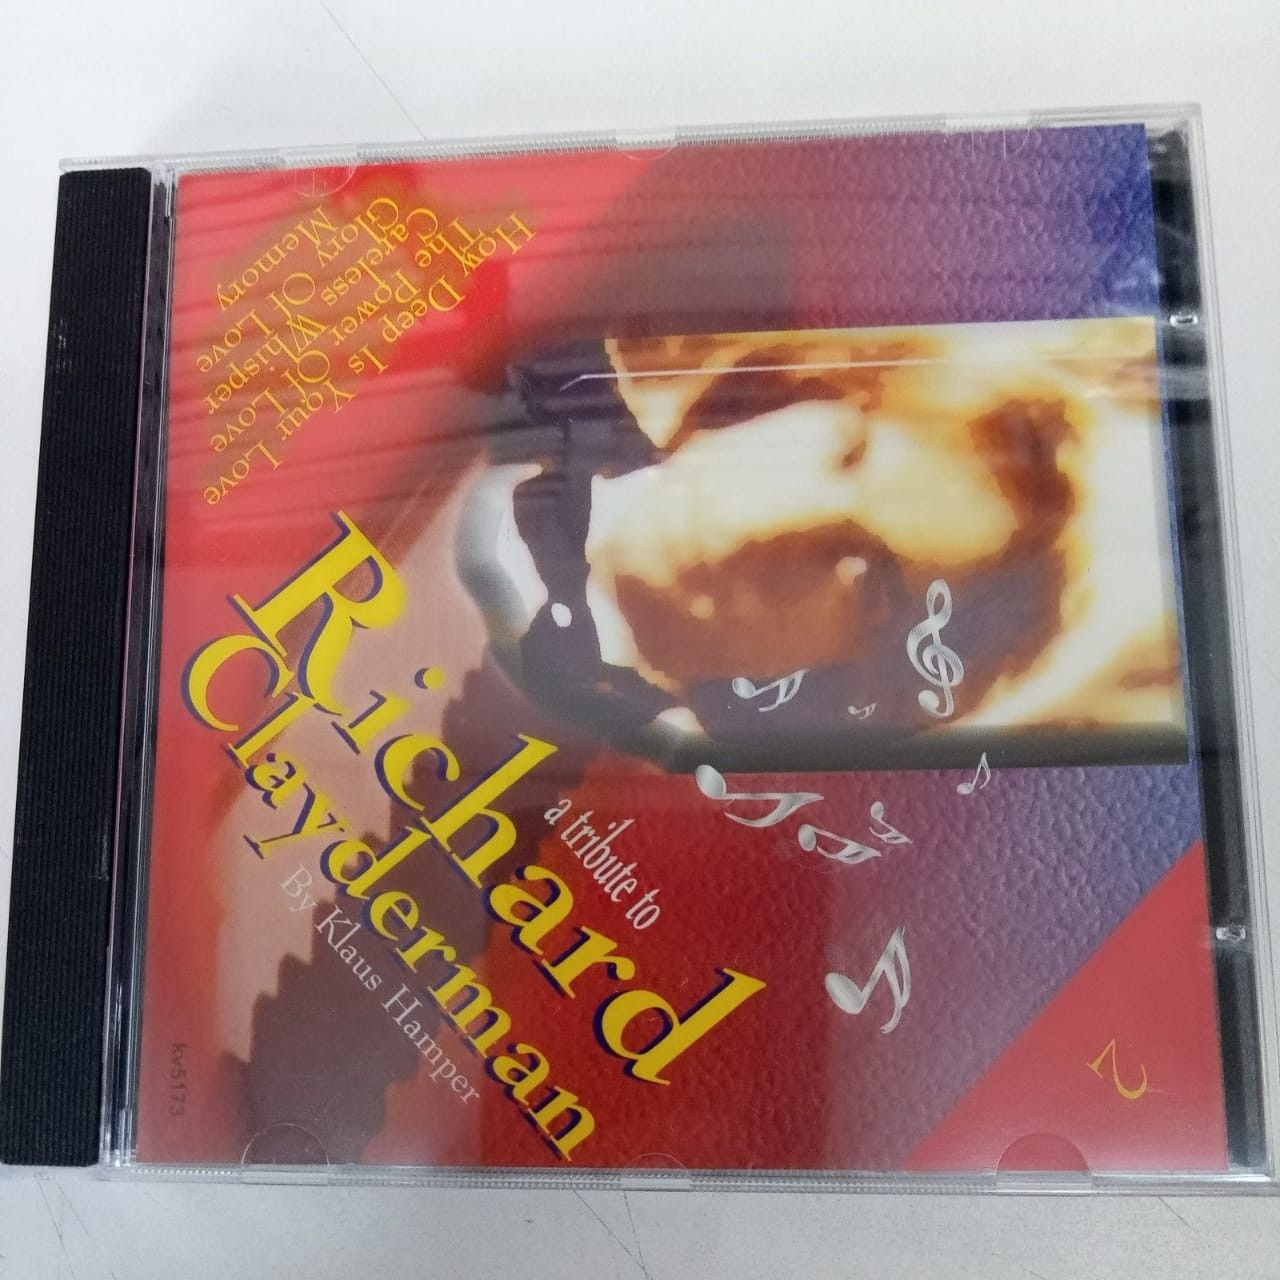 How Deep Is Your Love
The Power Of Love
Careless Whisper
Glory Of Love
Memory
a tribute to
Richard
Clayderman
By Klaus Hamper
2
kv5173